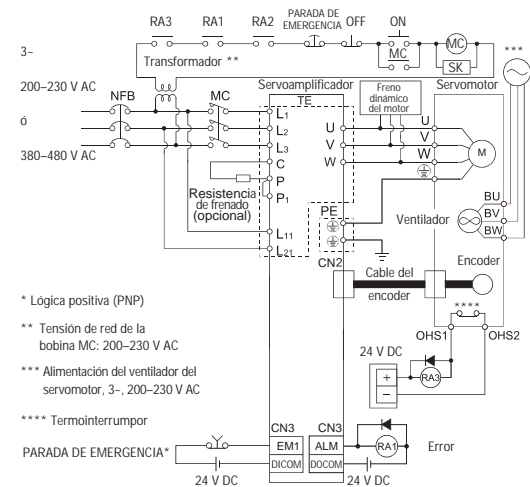 RA3 RA1 RA2 PARADA DE EMERGENCIA OFF ON
MC
MC
SK
***
3~
200–230 V AC
ó
380–480 V AC
Transformador **
NFB
MC
Servoamplificador
TE
Freno dinámico del motor
Servomotor
L1
L2
L3
C
P
P1
L11
L21
U
V
W
U
V
W
M
PE
Resistencia de frenado (opcional)
Ventilador
BU
BV
BW
CN2
Cable del encoder
Encoder
****
OHS1
OHS2
24 V DC
+
−
RA3
* Lógica positiva (PNP)
** Tensión de red de la
bobina MC: 200–230 V AC
*** Alimentación del ventilador del
servomotor, 3~, 200–230 V AC
**** Termointerrumpor
PARADA DE EMERGENCIA*
24 V DC
CN3
EM1
DICOM
CN3
ALM
DOCOM
RA1
Error
24 V DC